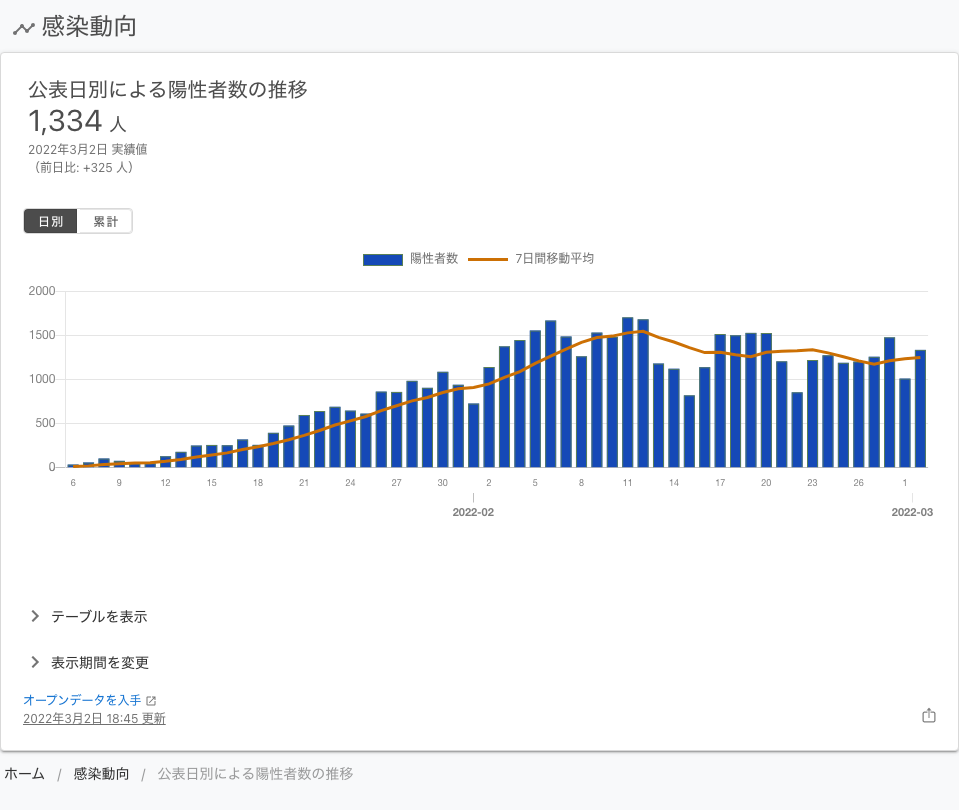 感染動向
公表日別による陽性者数の推移
1,334 人
2022年3月2日 実績値
（前日比: +325 人）
日別 累計
陽性者数 7日間移動平均
2000
1500
1000
500
0
6 9 12 15 18 21 24 27 30 2 5 8 11 14 17 20 23 26 1
2022-02 2022-03
テーブルを表示
表示期間を変更
オープンデータを入手
2022年3月2日 18:45 更新
ホーム / 感染動向 / 公表日別による陽性者数の推移